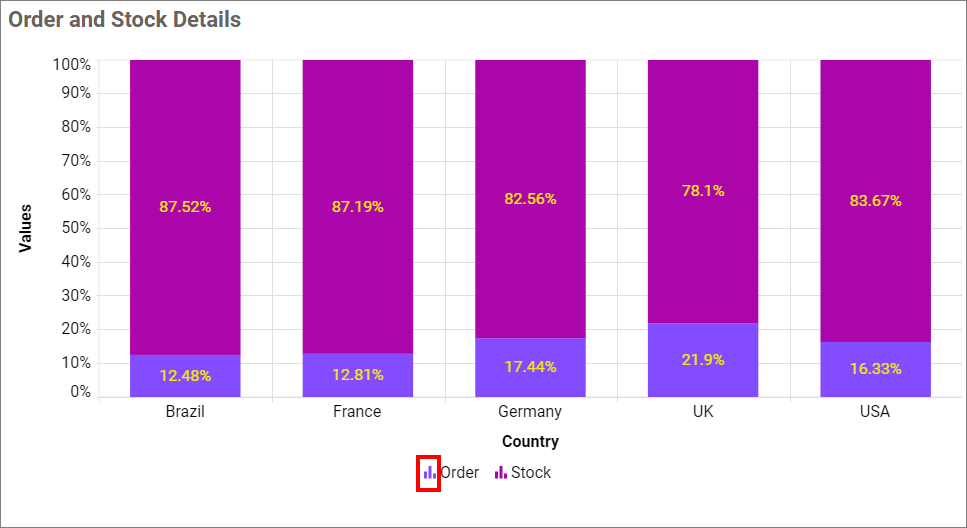 Order and Stock Details
100%
90%
80%
70%
60%
50%
40%
30%
20%
10%
0%
Values
87.52%
87.19%
82.56%
78.1%
83.67%
12.48%
12.81%
17.44%
21.9%
16.33%
Brazil
France
Germany
UK
USA
Country
Order
Stock